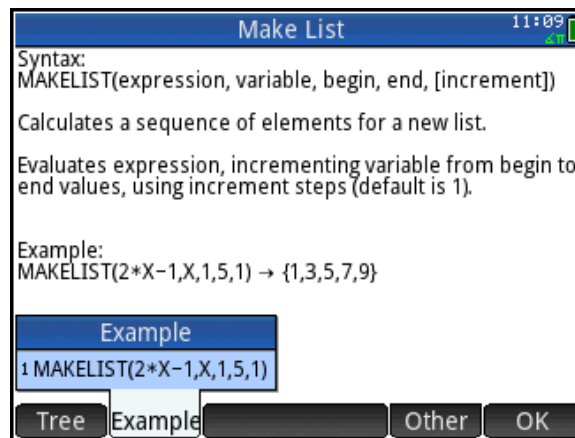 Make List
11:09
∡π
Syntax:
MAKELIST(expression, variable, begin, end, [increment])
Calculates a sequence of elements for a new list.
Evaluates expression, incrementing variable from begin to
end values, using increment steps (default is 1).
Example:
MAKELIST(2*X−1,X,1,5,1) → {1,3,5,7,9}
Example
1 MAKELIST(2*X−1,X,1,5,1)
Tree Example Other OK